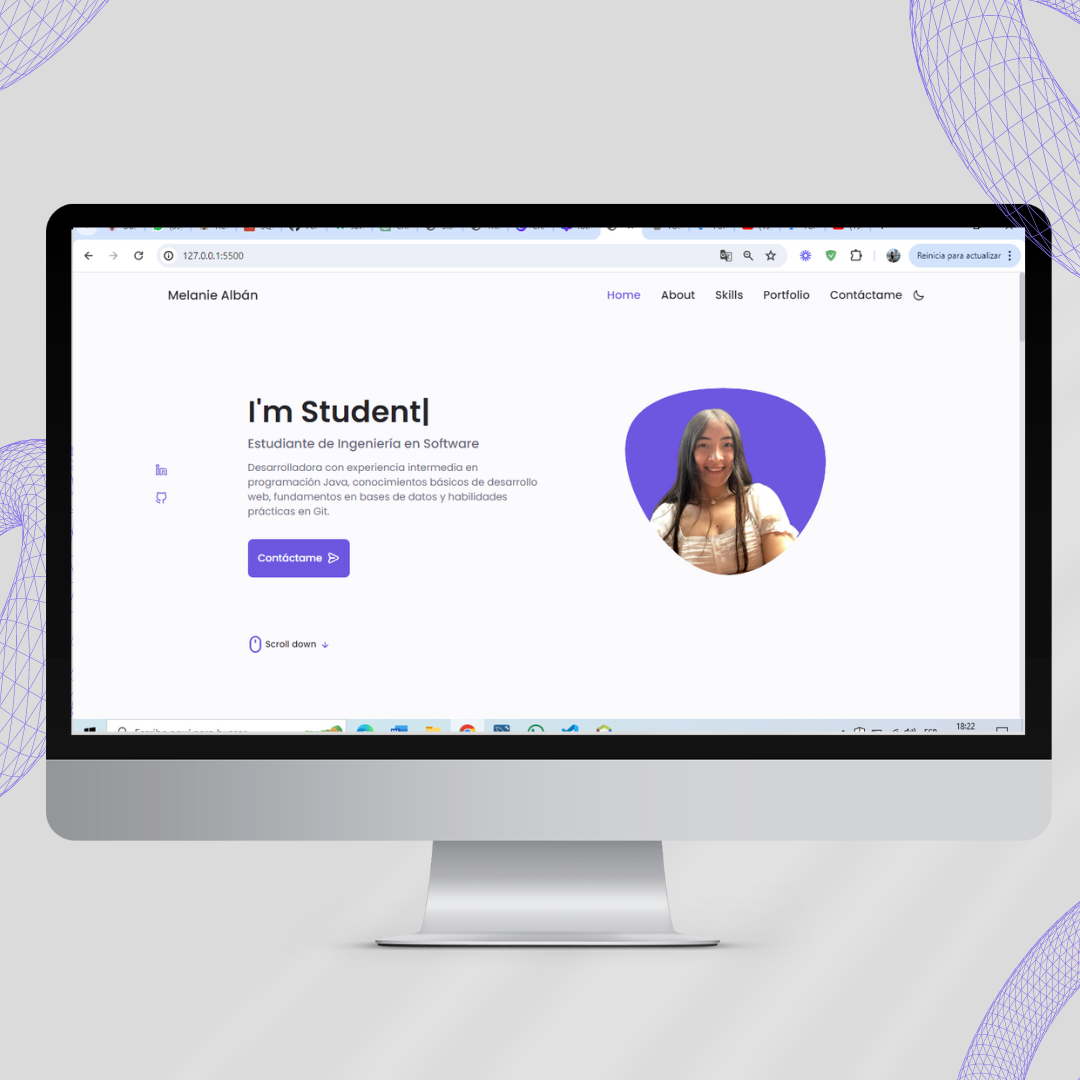 127.0.0.1:5500
Reinicia para actualizar
Melanie Albán
Home About Skills Portfolio Contáctame
I'm Student|
Estudiante de Ingeniería en Software
Desarrolladora con experiencia intermedia en
programación Java, conocimientos básicos de desarrollo
web, fundamentos en bases de datos y habilidades
prácticas en Git.
Contáctame
Scroll down
18:22